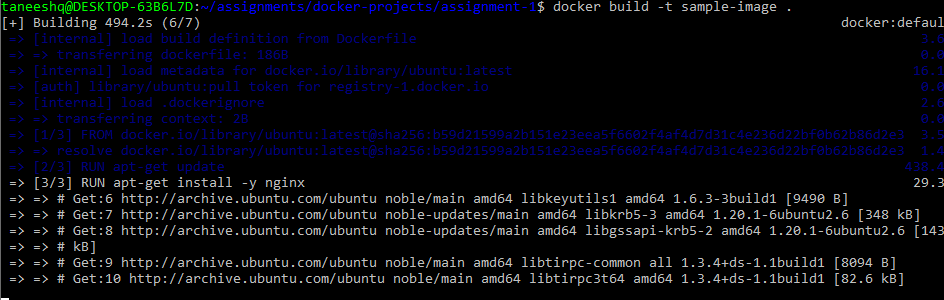 taneeshq@DESKTOP-63B6L7D:~/assignments/docker-projects/assignment-1$ docker build -t sample-image .
[+] Building 494.2s (6/7) docker:defaul
=> [internal] load build definition from Dockerfile 3.6
=> => transferring dockerfile: 186B 0.0
=> [internal] load metadata for docker.io/library/ubuntu:latest 16.1
=> [auth] library/ubuntu:pull token for registry-1.docker.io 0.0
=> [internal] load .dockerignore 2.6
=> => transferring context: 2B 0.0
=> [1/3] FROM docker.io/library/ubuntu:latest@sha256:b59d21599a2b151e23eea5f6602f4af4d7d31c4e236d22bf0b62b86d2e3 3.5
=> => resolve docker.io/library/ubuntu:latest@sha256:b59d21599a2b151e23eea5f6602f4af4d7d31c4e236d22bf0b62b86d2e3 1.4
=> [2/3] RUN apt-get update 438.4
=> [3/3] RUN apt-get install -y nginx 29.3
=> => # Get:6 http://archive.ubuntu.com/ubuntu noble/main amd64 libkeyutils1 amd64 1.6.3-3build1 [9490 B]
=> => # Get:7 http://archive.ubuntu.com/ubuntu noble-updates/main amd64 libkrb5-3 amd64 1.20.1-6ubuntu2.6 [348 kB]
=> => # Get:8 http://archive.ubuntu.com/ubuntu noble-updates/main amd64 libgssapi-krb5-2 amd64 1.20.1-6ubuntu2.6 [143
=> => # kB]
=> => # Get:9 http://archive.ubuntu.com/ubuntu noble/main amd64 libtirpc-common all 1.3.4+ds-1.1build1 [8094 B]
=> => # Get:10 http://archive.ubuntu.com/ubuntu noble/main amd64 libtirpc3t64 amd64 1.3.4+ds-1.1build1 [82.6 kB]